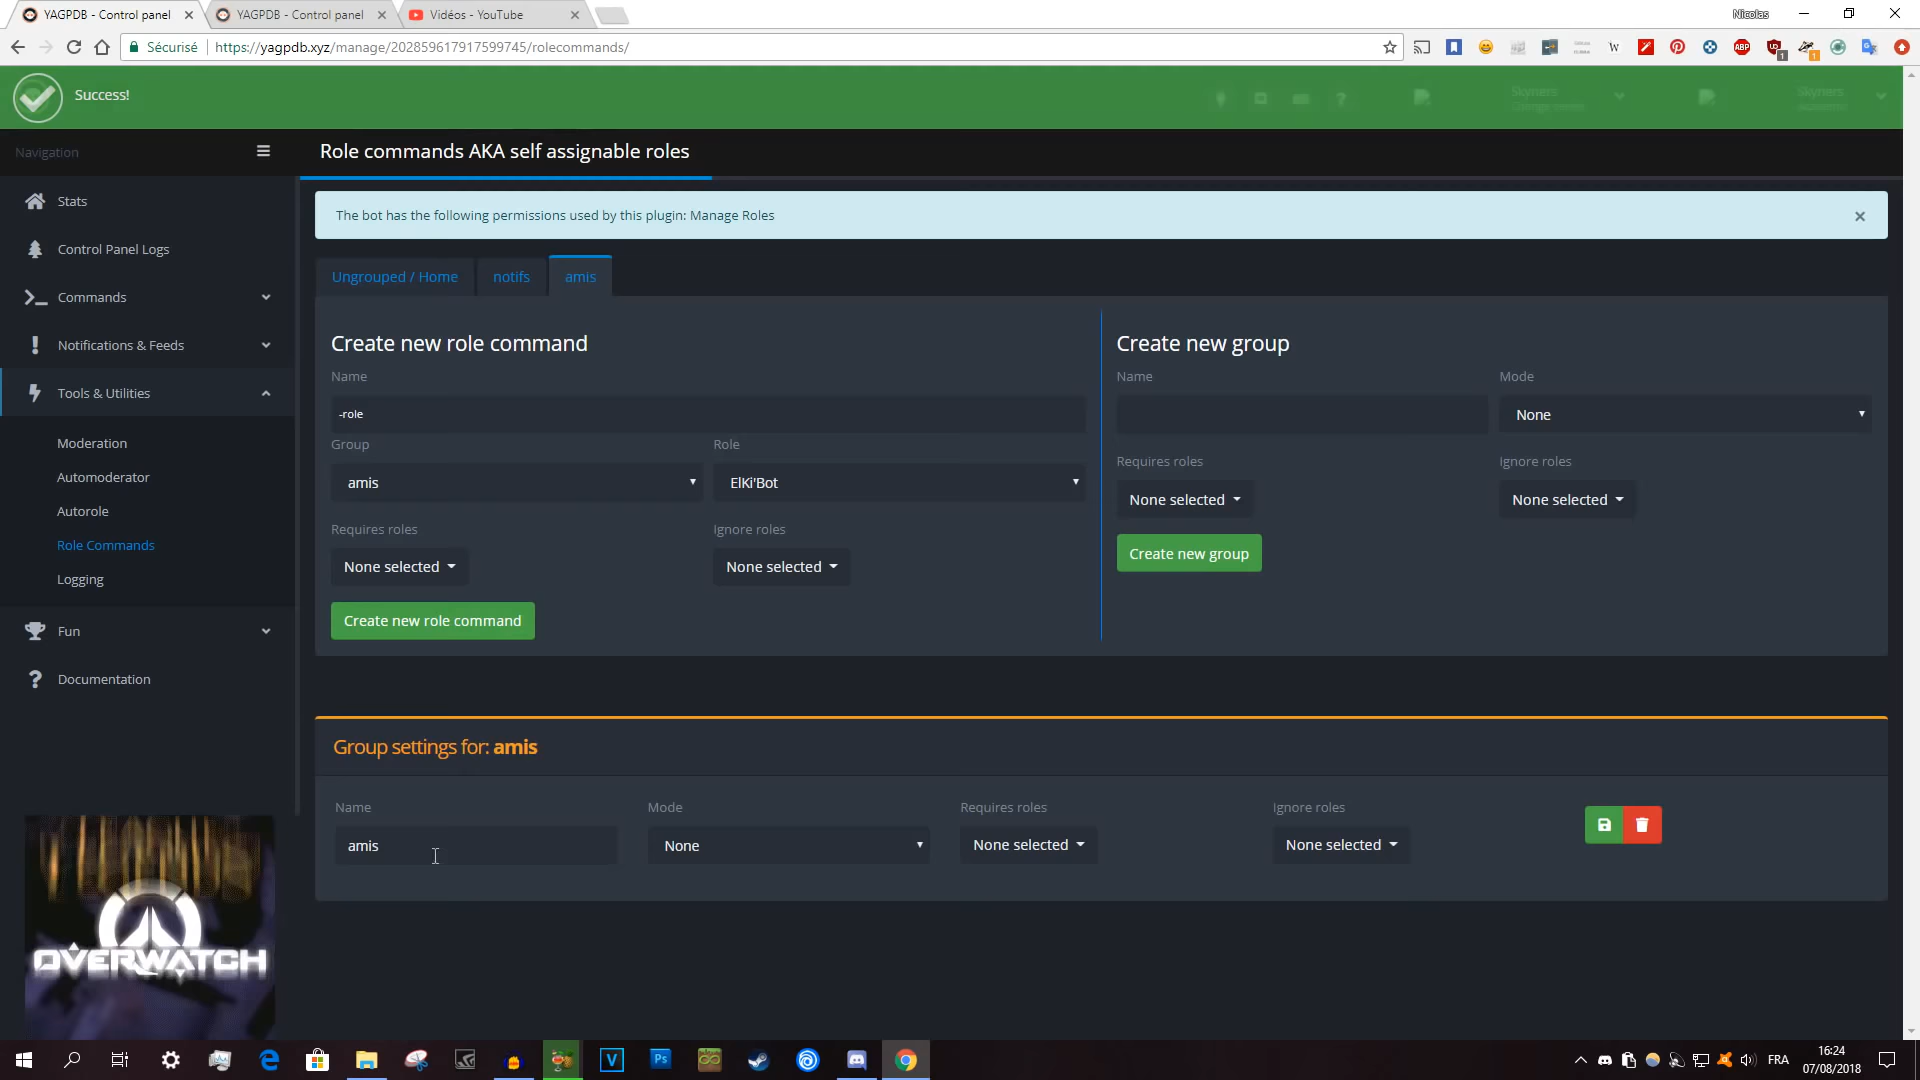 YAGPDB - Control panel
YAGPDB - Control panel
Vidéos - YouTube
Nicolas
Sécurisé
https://yagpdb.xyz/manage/202859617917599745/rolecommands/
Success!
Skyners
Skyners
Navigation
Role commands AKA self assignable roles
Stats
The bot has the following permissions used by this plugin: Manage Roles
Control Panel Logs
Ungrouped / Home
notifs
amis
Commands
Create new role command
Create new group
Notifications & Feeds
Name
Name
Mode
Tools & Utilities
-role
None
Moderation
Group
Role
Requires roles
Ignore roles
Automoderator
amis
ElKi'Bot
None selected
None selected
Autorole
Requires roles
Ignore roles
Role Commands
Create new group
None selected
None selected
Logging
Create new role command
Fun
Documentation
Group settings for: amis
Name
Mode
Requires roles
Ignore roles
amis
None
None selected
None selected
OVERWATCH
FRA
16:24
07/08/2018